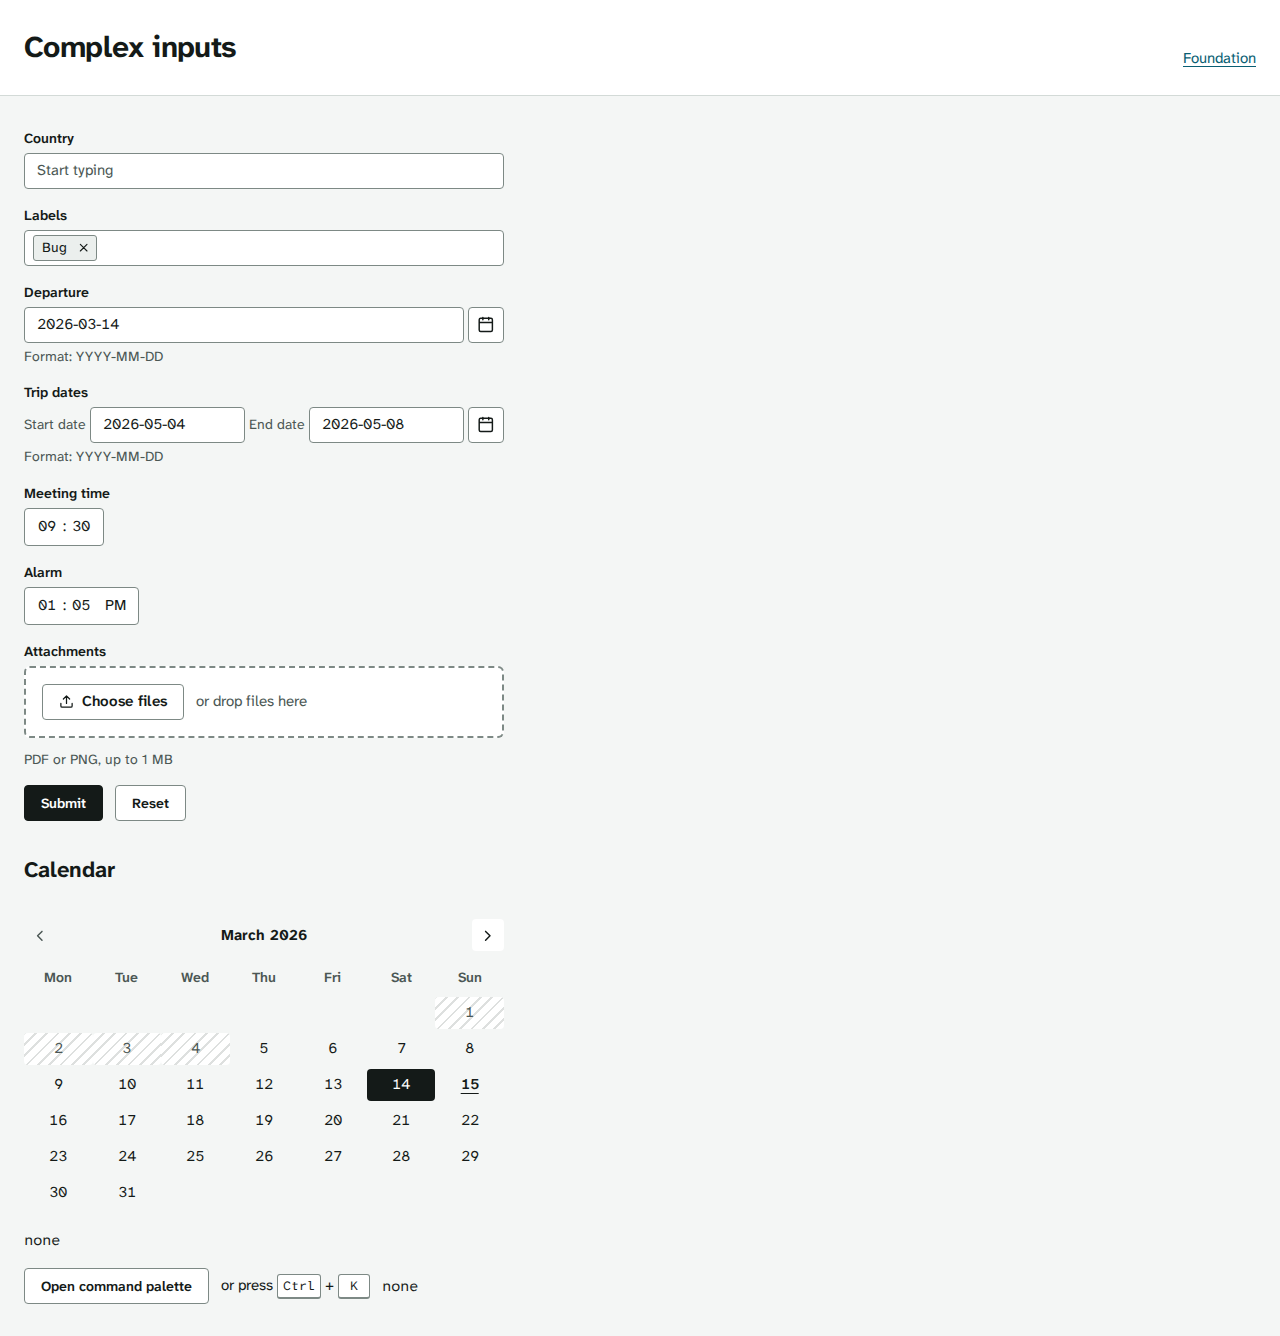 Complex inputs
Foundation
Country
Start typing
Labels
Bug
Departure
2026-03-14
Format: YYYY-MM-DD
Trip dates
Start date 2026-05-04 End date 2026-05-08
Format: YYYY-MM-DD
Meeting time
09 : 30
Alarm
01 : 05 PM
Attachments
Choose files or drop files here
PDF or PNG, up to 1 MB
Submit Reset
Calendar
March 2026
Mon Tue Wed Thu Fri Sat Sun
1
2 3 4 5 6 7 8
9 10 11 12 13 14 15
16 17 18 19 20 21 22
23 24 25 26 27 28 29
30 31
none
Open command palette or press Ctrl + K none